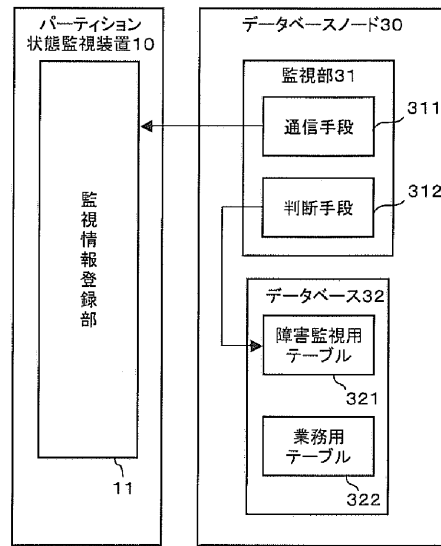 パーティション
状態監視装置10
監視情報登録部
11
データベースノード30
監視部31
通信手段
311
判断手段
312
データベース32
障害監視用
テーブル
321
業務用
テーブル
322